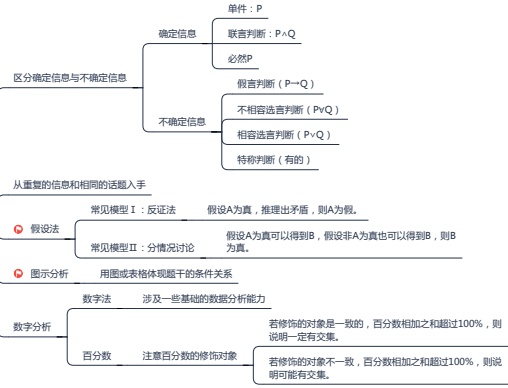 单件：P
确定信息
联言判断：P∧Q
必然P
区分确定信息与不确定信息
假言判断（P→Q）
不相容选言判断（P∀Q）
不确定信息
相容选言判断（P∨Q）
特称判断（有的）
从重复的信息和相同的话题入手
常见模型Ⅰ：反证法
假设A为真，推理出矛盾，则A为假。
假设法
常见模型Ⅱ：分情况讨论
假设A为真可以得到B，假设非A为真也可以得到B，则B
为真。
图示分析
用图或表格体现题干的条件关系
数字法
涉及一些基础的数据分析能力
数字分析
若修饰的对象是一致的，百分数相加之和超过100%，则
说明一定有交集。
百分数
注意百分数的修饰对象
若修饰的对象不一致，百分数相加之和超过100%，则说
明可能有交集。